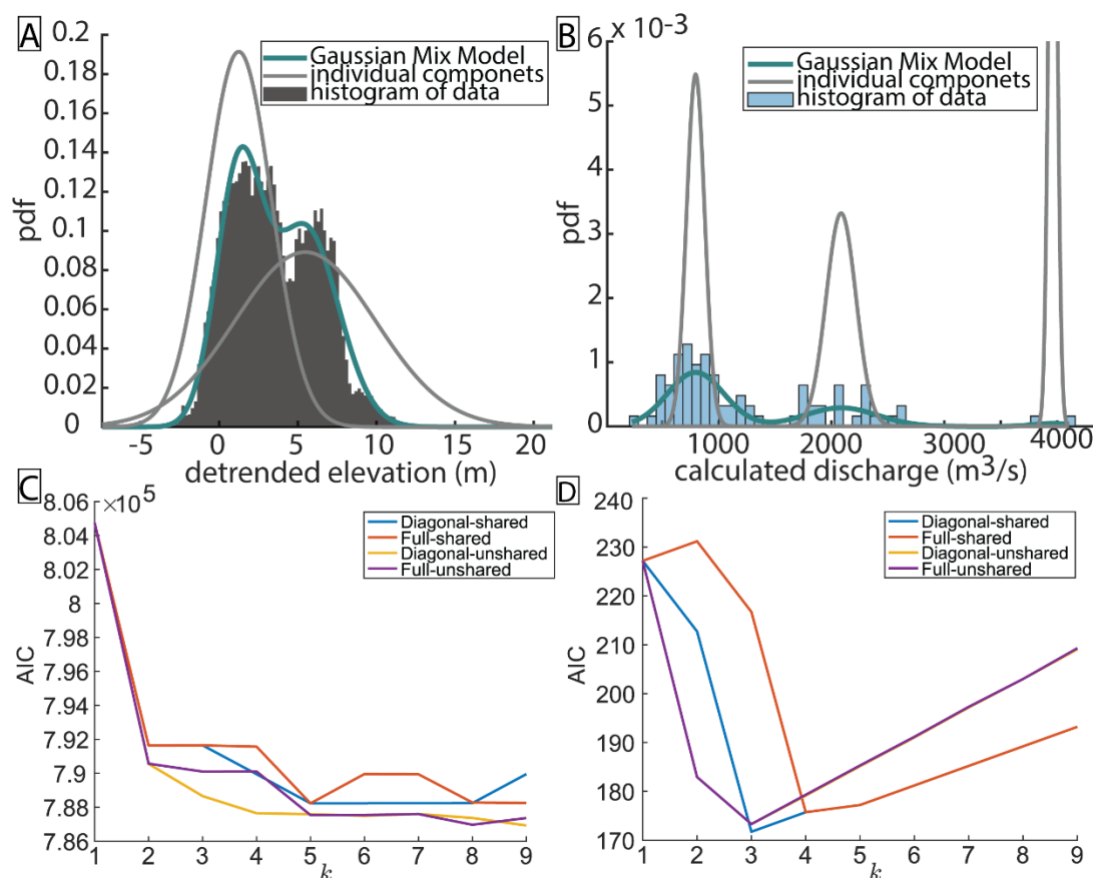 A
Gaussian Mix Model
individual componets
histogram of data
0.2
0.18
0.16
0.14
0.12
0.1
0.08
0.06
0.04
0.02
0
pdf
-5 0 5 10 15 20
detrended elevation (m)
B
6 x 10-3
Gaussian Mix Model
individual componets
histogram of data
5
4
3
2
1
0
pdf
1000 2000 3000 4000
calculated discharge (m3/s)
C
8.06 ×10^5
Diagonal-shared
Full-shared
Diagonal-unshared
Full-unshared
8.04
8.02
8
7.98
7.96
7.94
7.92
7.9
7.88
7.86
AIC
1 2 3 4 5 6 7 8 9
k
D
Diagonal-shared
Full-shared
Diagonal-unshared
Full-unshared
240
230
220
210
200
190
180
170
AIC
1 2 3 4 5 6 7 8 9
k